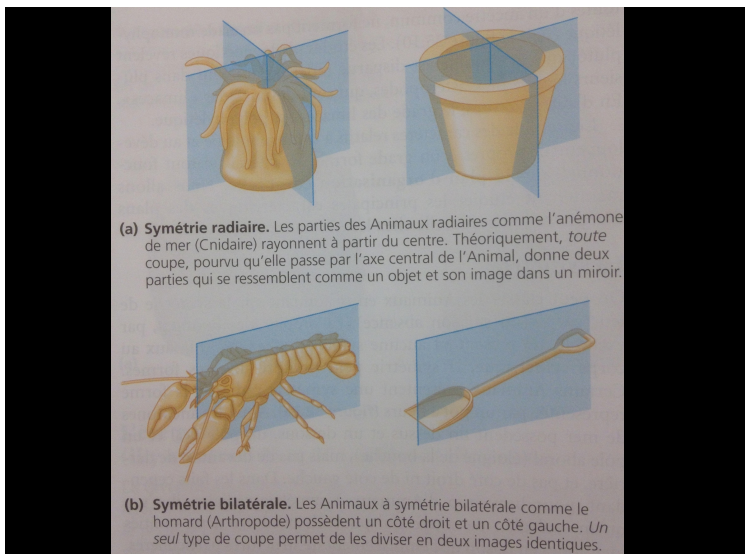 (a) Symétrie radiaire. Les parties des Animaux radiaires comme l'anémone
de mer (Cnidaire) rayonnent à partir du centre. Théoriquement, toute
coupe, pourvu qu'elle passe par l'axe central de l'Animal, donne deux
parties qui se ressemblent comme un objet et son image dans un miroir.
(b) Symétrie bilatérale. Les Animaux à symétrie bilatérale comme le
homard (Arthropode) possèdent un côté droit et un côté gauche. Un
seul type de coupe permet de les diviser en deux images identiques.